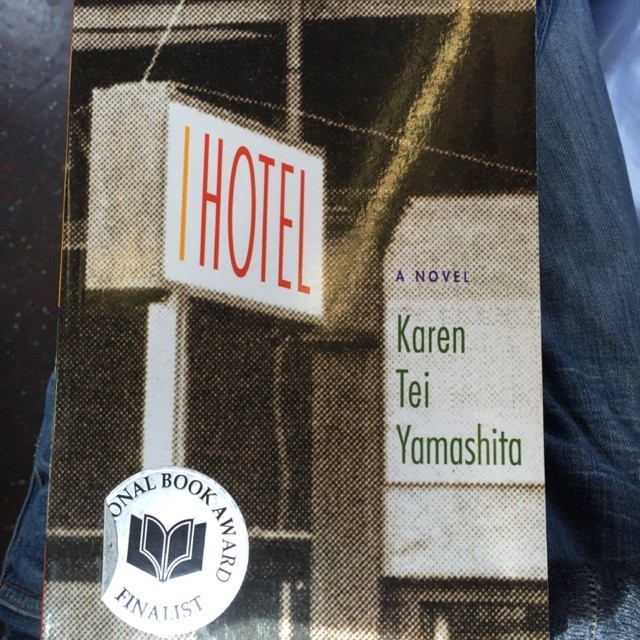 I HOTEL
A NOVEL
Karen
Tei
Yamashita
ONAL BOOK AWARD
FINALIST